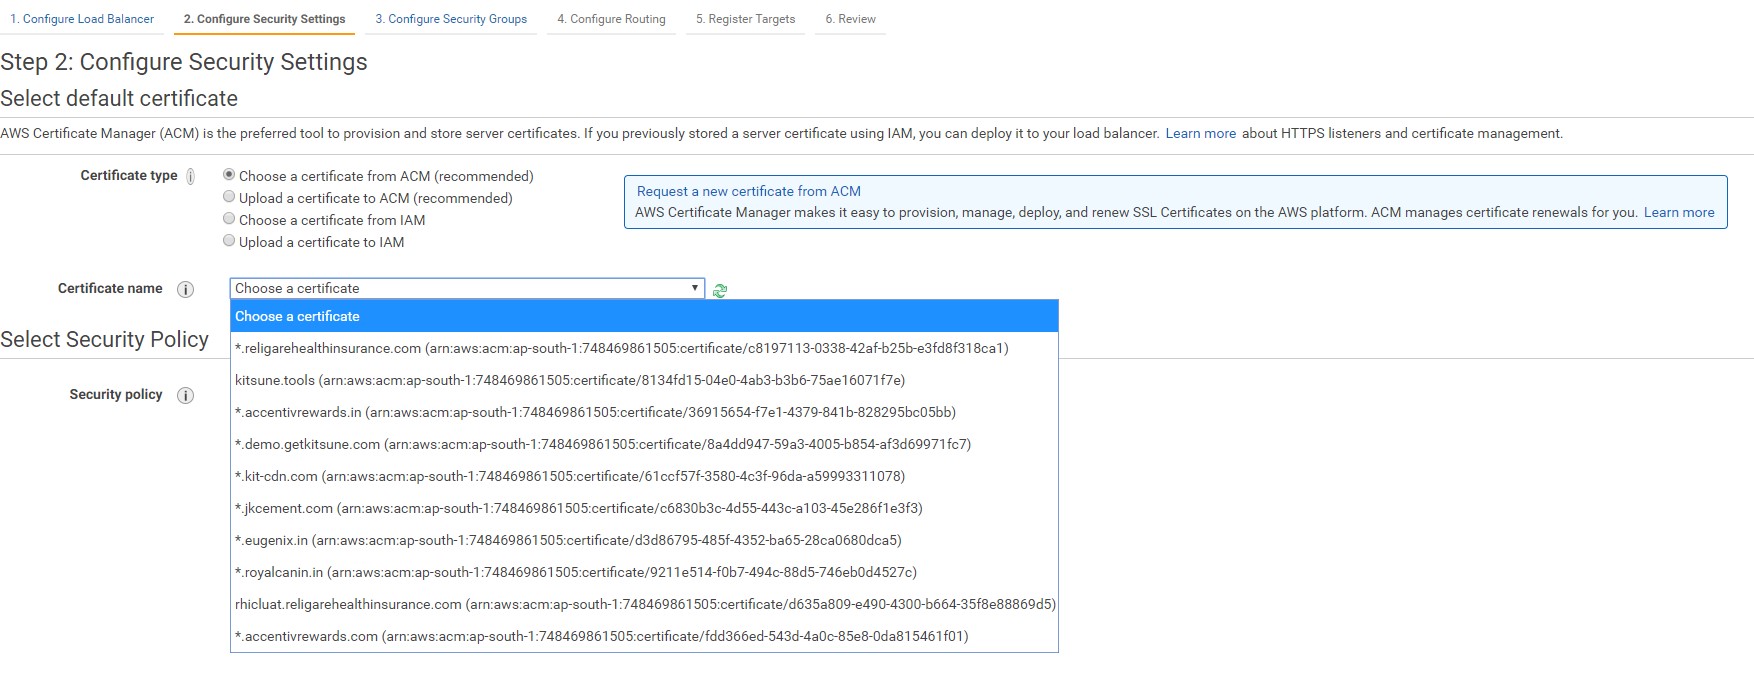 1. Configure Load Balancer 2. Configure Security Settings 3. Configure Security Groups 4. Configure Routing 5. Register Targets 6. Review
Step 2: Configure Security Settings
Select default certificate
AWS Certificate Manager (ACM) is the preferred tool to provision and store server certificates. If you previously stored a server certificate using IAM, you can deploy it to your load balancer. Learn more about HTTPS listeners and certificate management.
Certificate type i
Choose a certificate from ACM (recommended)
Upload a certificate to ACM (recommended)
Choose a certificate from IAM
Upload a certificate to IAM
Request a new certificate from ACM
AWS Certificate Manager makes it easy to provision, manage, deploy, and renew SSL Certificates on the AWS platform. ACM manages certificate renewals for you. Learn more
Certificate name i Choose a certificate
Choose a certificate
*.religarehealthinsurance.com (arn:aws:acm:ap-south-1:748469861505:certificate/c8197113-0338-42af-b25b-e3fd8f318ca1)
kitsune.tools (arn:aws:acm:ap-south-1:748469861505:certificate/8134fd15-04e0-4ab3-b3b6-75ae16071f7e)
*.accentivrewards.in (arn:aws:acm:ap-south-1:748469861505:certificate/36915654-f7e1-4379-841b-828295bc05bb)
*.demo.getkitsune.com (arn:aws:acm:ap-south-1:748469861505:certificate/8a4dd947-59a3-4005-b854-af3d69971fc7)
*.kit-cdn.com (arn:aws:acm:ap-south-1:748469861505:certificate/61ccf57f-3580-4c3f-96da-a59993311078)
*.jkcement.com (arn:aws:acm:ap-south-1:748469861505:certificate/c6830b3c-4d55-443c-a103-45e286f1e3f3)
*.eugenix.in (arn:aws:acm:ap-south-1:748469861505:certificate/d3d86795-485f-4352-ba65-28ca0680dca5)
*.royalcanin.in (arn:aws:acm:ap-south-1:748469861505:certificate/9211e514-f0b7-494c-88d5-746eb0d4527c)
rhicluat.religarehealthinsurance.com (arn:aws:acm:ap-south-1:748469861505:certificate/d635a809-e490-4300-b664-35f8e88869d5)
*.accentivrewards.com (arn:aws:acm:ap-south-1:748469861505:certificate/fdd366ed-543d-4a0c-85e8-0da815461f01)
Select Security Policy
Security policy i